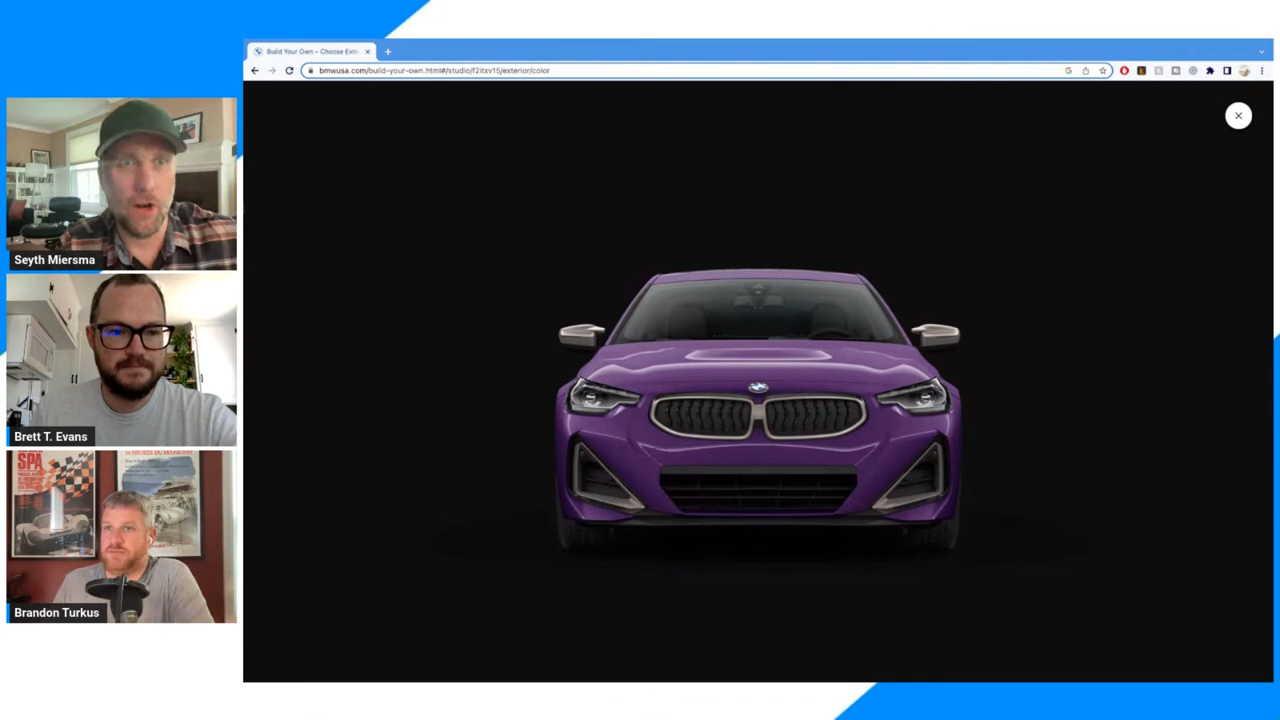 Build Your Own – Choose Exte
bmwusa.com/build-your-own.html#/studio/f2itxv15/exterior/color
Seyth Miersma
Brett T. Evans
SPA
Brandon Turkus